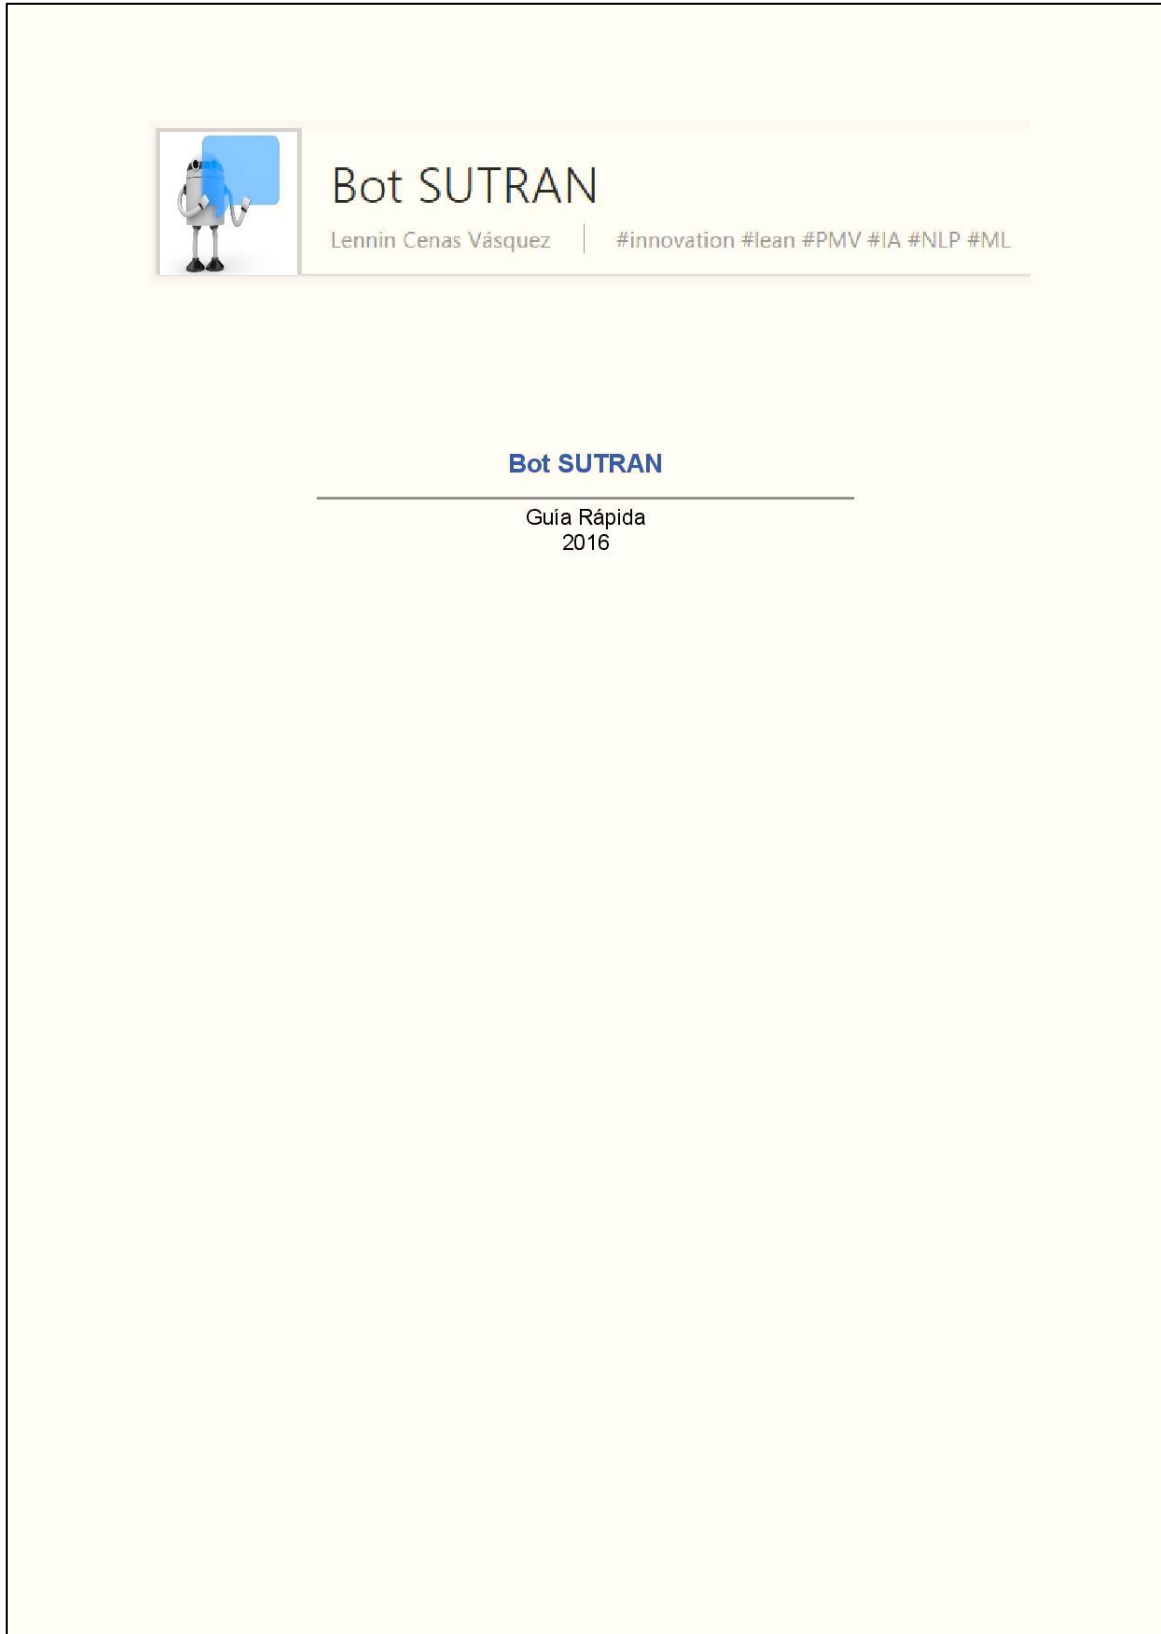 Bot SUTRAN
Lennin Cenas Vásquez | #innovation #lean #PMV #IA #NLP #ML
Bot SUTRAN
Guía Rápida
2016